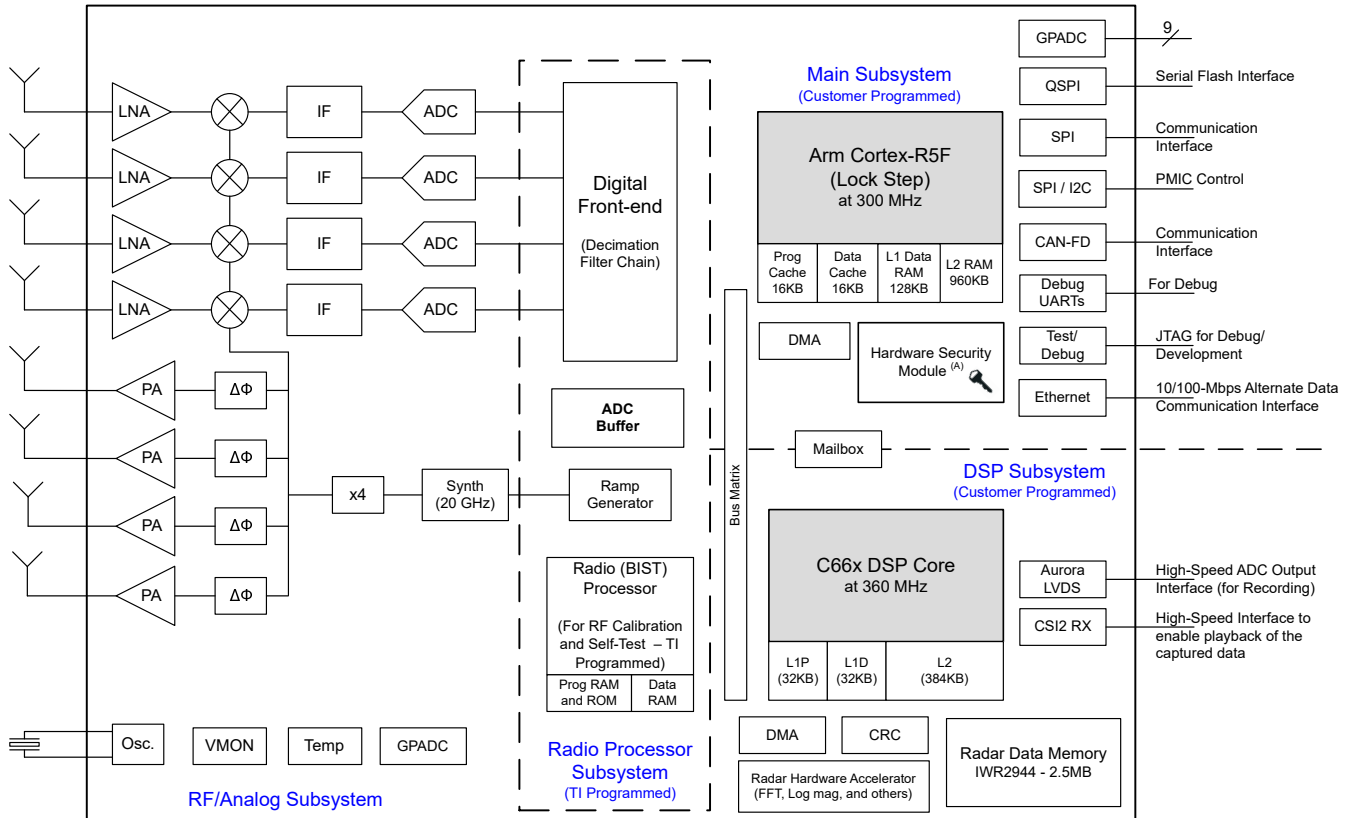 LNA
IF
ADC
LNA
IF
ADC
LNA
IF
ADC
LNA
IF
ADC
PA
ΔΦ
PA
ΔΦ
PA
ΔΦ
PA
ΔΦ
x4
Synth
(20 GHz)
Osc.
VMON
Temp
GPADC
RF/Analog Subsystem
Digital
Front-end
(Decimation
Filter Chain)
ADC
Buffer
Ramp
Generator
Radio (BIST)
Processor
(For RF Calibration
and Self-Test – TI
Programmed)
Prog RAM
and ROM
Data
RAM
Radio Processor
Subsystem
(TI Programmed)
Bus Matrix
Main Subsystem
(Customer Programmed)
Arm Cortex-R5F
(Lock Step)
at 300 MHz
Prog
Cache
16KB
Data
Cache
16KB
L1 Data
RAM
128KB
L2 RAM
960KB
DMA
Hardware Security
Module (A)
Mailbox
GPADC
9
QSPI
Serial Flash Interface
SPI
Communication
Interface
SPI / I2C
PMIC Control
CAN-FD
Communication
Interface
Debug
UARTs
For Debug
Test/
Debug
JTAG for Debug/
Development
Ethernet
10/100-Mbps Alternate Data
Communication Interface
DSP Subsystem
(Customer Programmed)
C66x DSP Core
at 360 MHz
L1P
(32KB)
L1D
(32KB)
L2
(384KB)
Aurora
LVDS
High-Speed ADC Output
Interface (for Recording)
CSI2 RX
High-Speed Interface to
enable playback of the
captured data
DMA
CRC
Radar Hardware Accelerator
(FFT, Log mag, and others)
Radar Data Memory
IWR2944 - 2.5MB